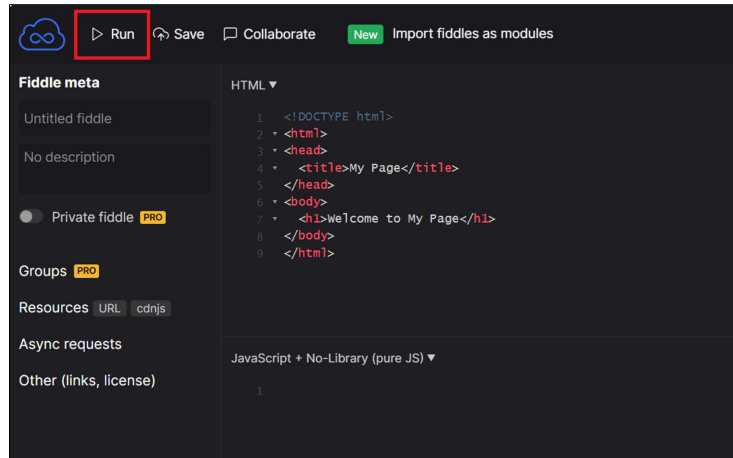 Run Save Collaborate New Import fiddles as modules
Fiddle meta
Untitled fiddle
No description
Private fiddle PRO
Groups PRO
Resources URL cdnjs
Async requests
Other (links, license)
HTML ▼
1 <!DOCTYPE html>
2 <html>
3 <head>
4 <title>My Page</title>
5 </head>
6 <body>
7 <h1>Welcome to My Page</h1>
8 </body>
9 </html>
JavaScript + No-Library (pure JS) ▼
1